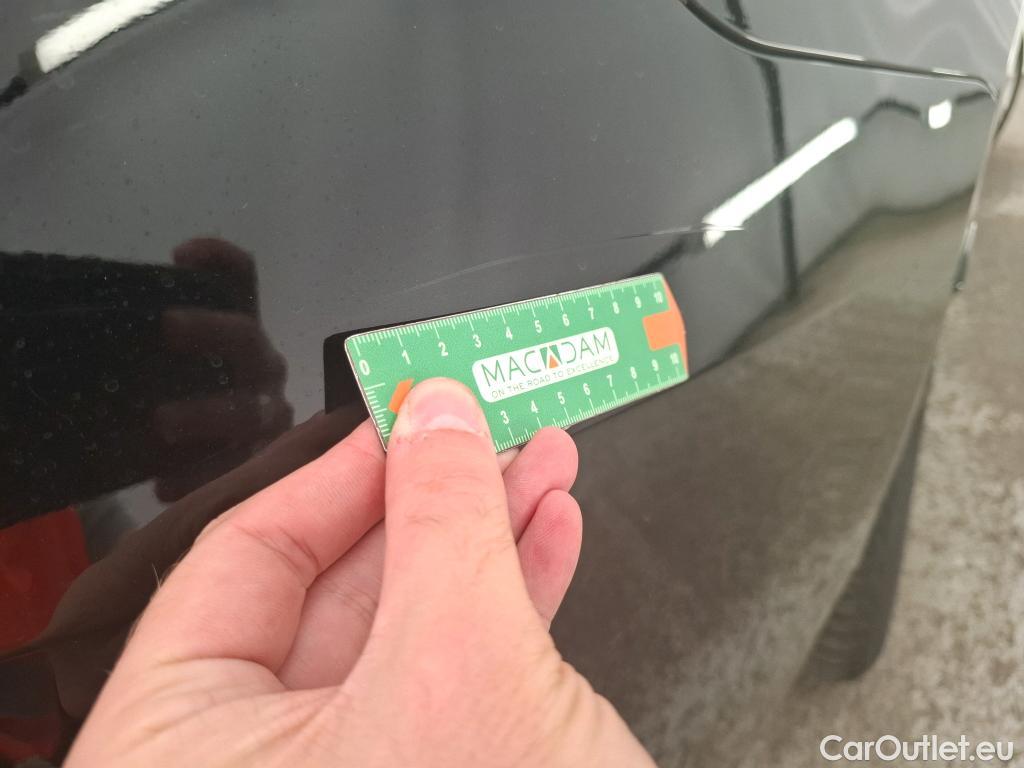 0 1 2 3 4 5 6 7 8 9 10
MACADAM
ON THE ROAD TO EXCELLENCE
3 4 5 6 7 8 9 10
CarOutlet.eu